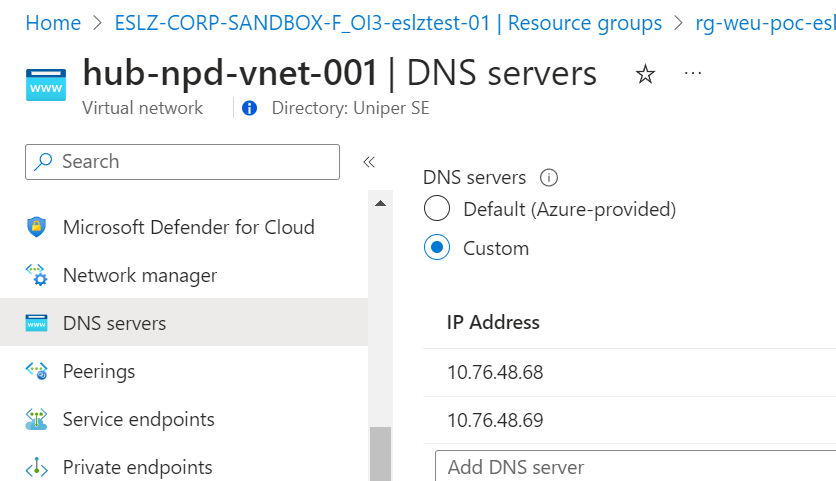 Home > ESLZ-CORP-SANDBOX-F_OI3-eslztest-01 | Resource groups > rg-weu-poc-esl
hub-npd-vnet-001 | DNS servers ☆ ...
www
Virtual network
Directory: Uniper SE
Search «
DNS servers
Default (Azure-provided)
Custom
Microsoft Defender for Cloud
Network manager
www DNS servers
Peerings
Service endpoints
Private endpoints
IP Address
10.76.48.68
10.76.48.69
Add DNS server